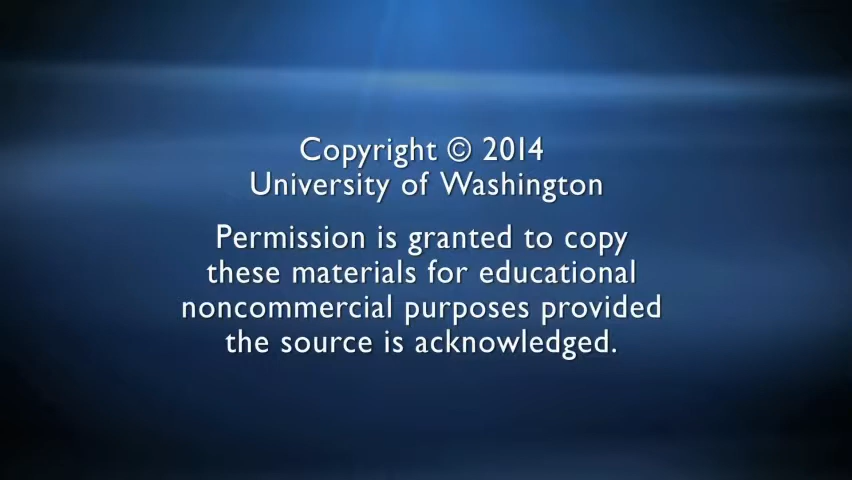 Copyright © 2014
University of Washington
Permission is granted to copy
these materials for educational
noncommercial purposes provided
the source is acknowledged.